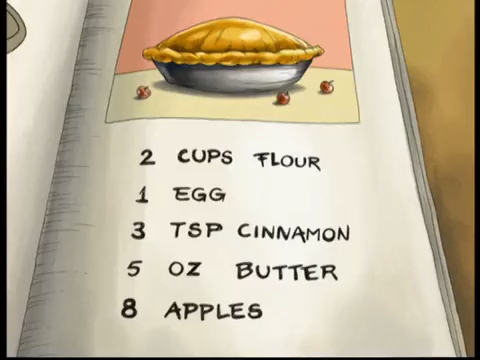 2 CUPS FLOUR
1 EGG
3 TSP CINNAMON
5 OZ BUTTER
8 APPLES